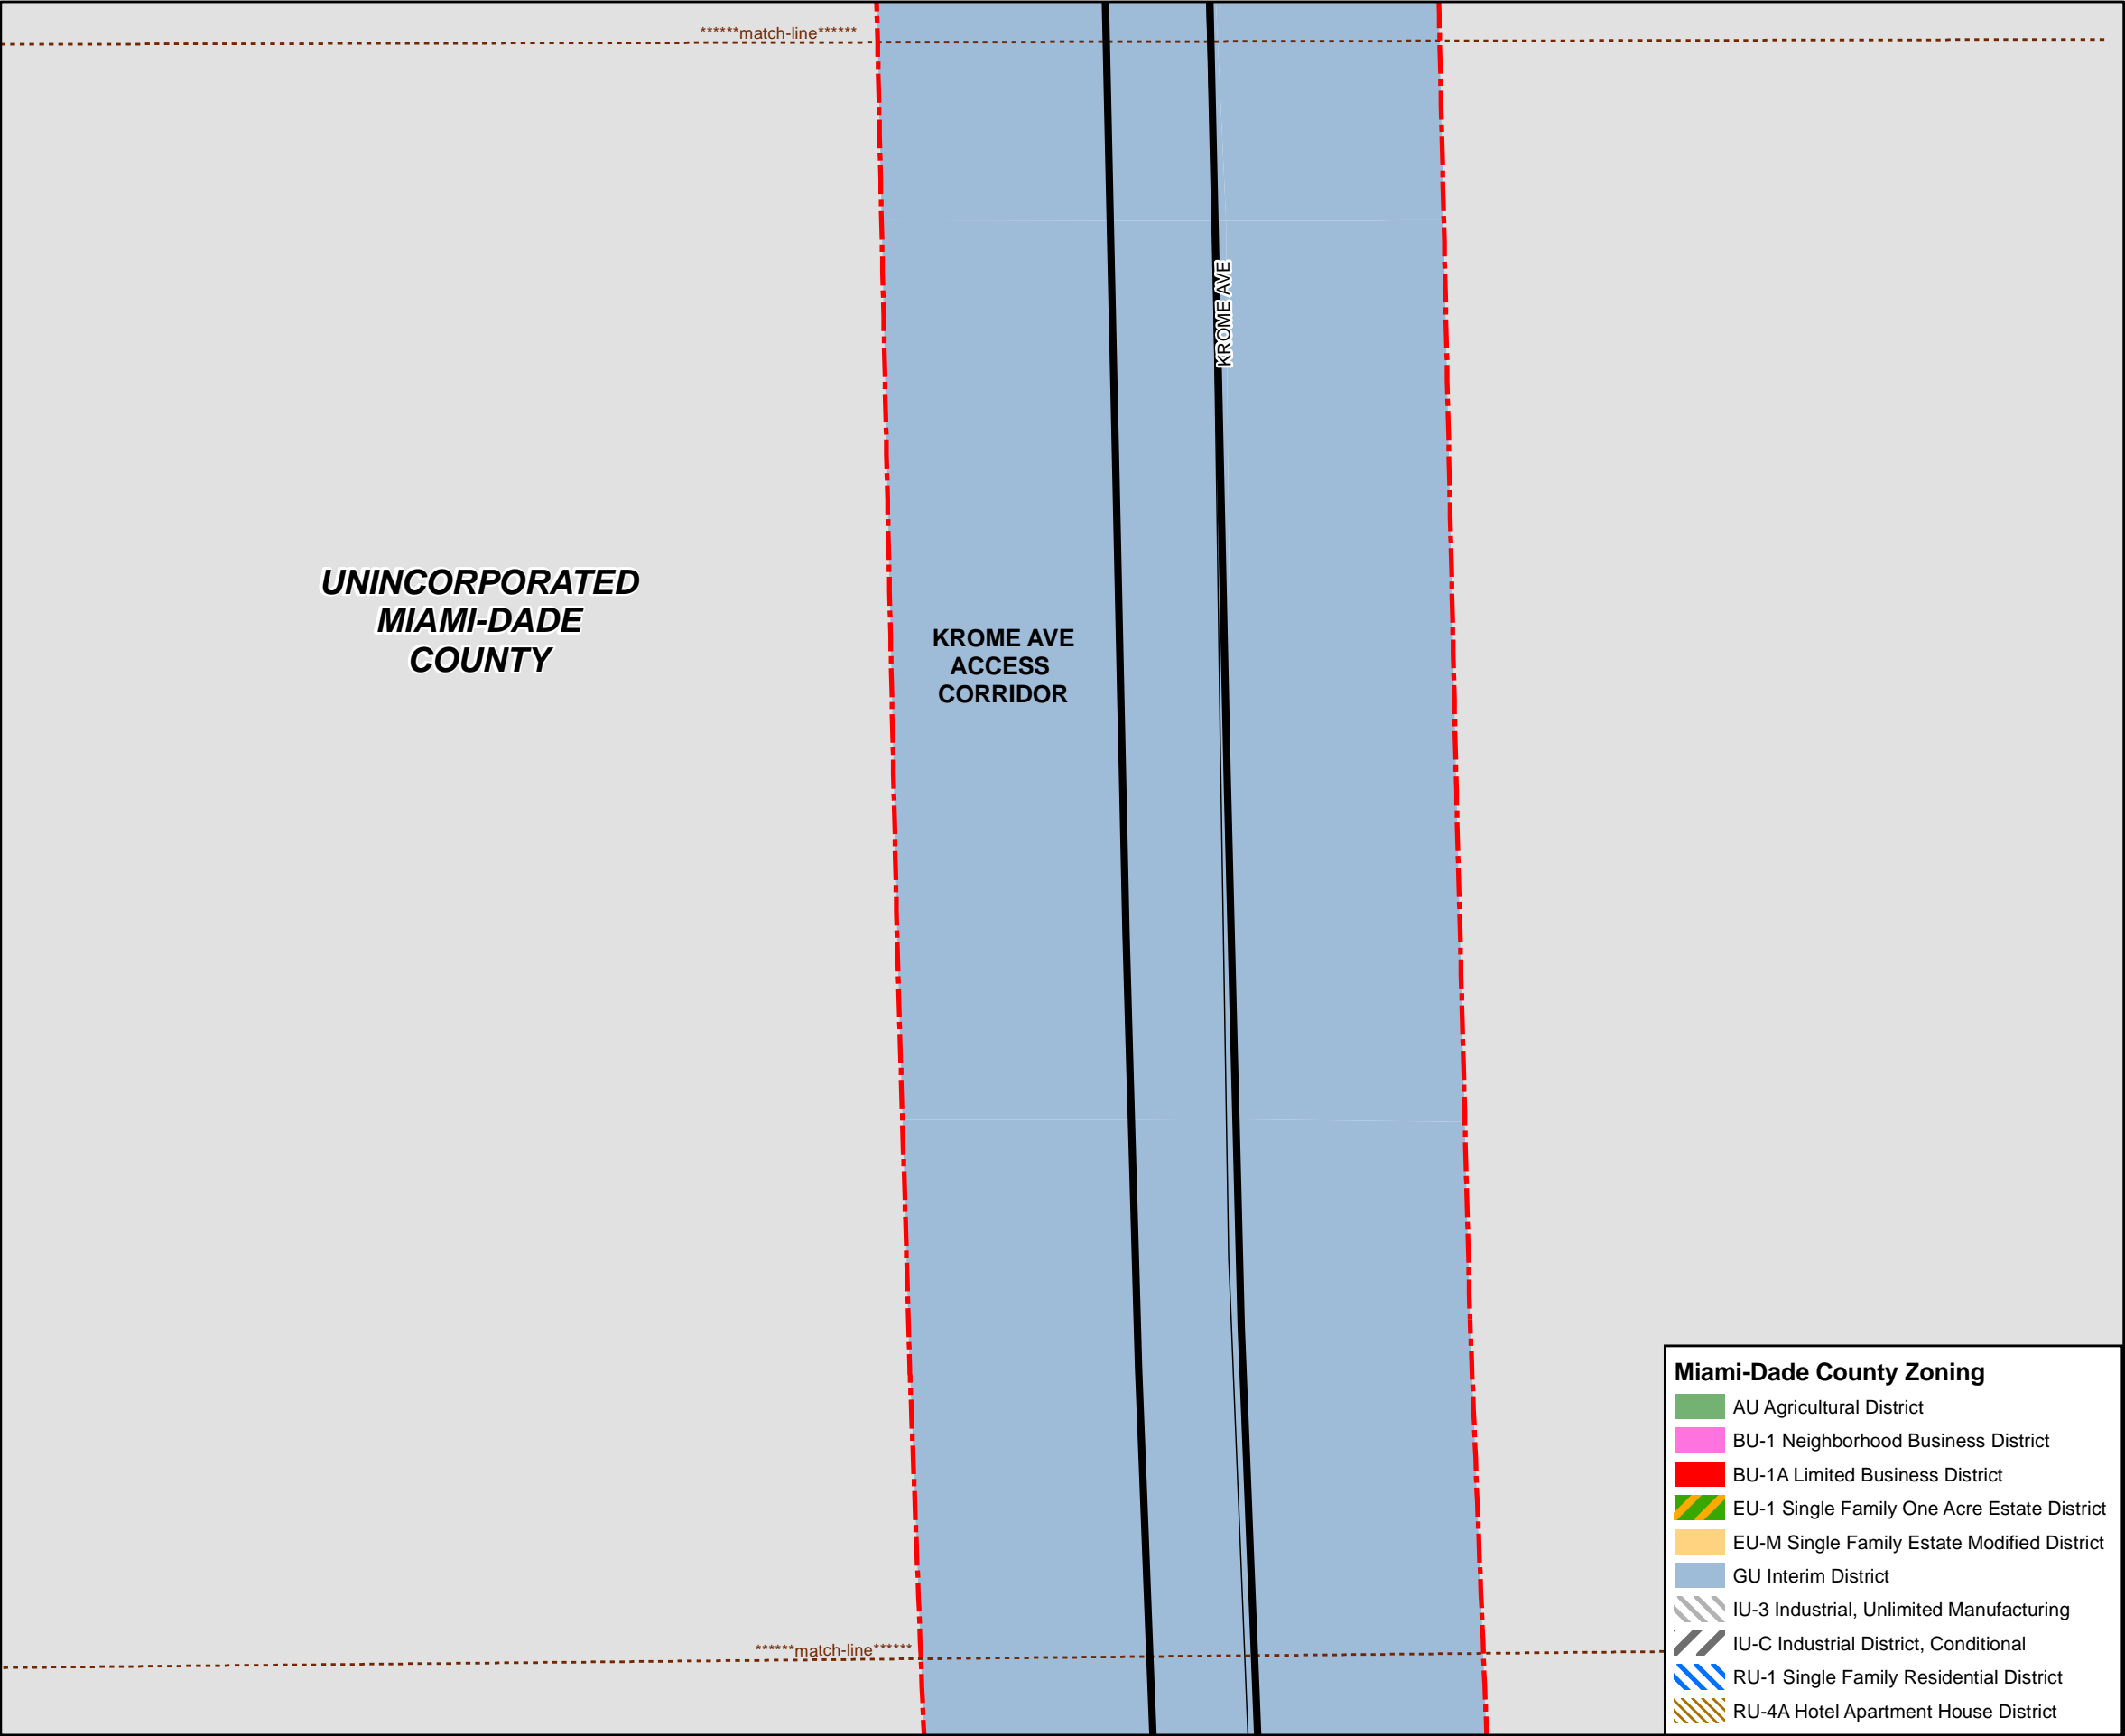 ******match-line******
KROME AVE
UNINCORPORATED
MIAMI-DADE
COUNTY
KROME AVE
ACCESS
CORRIDOR
Miami-Dade County Zoning
AU Agricultural District
BU-1 Neighborhood Business District
BU-1A Limited Business District
EU-1 Single Family One Acre Estate District
EU-M Single Family Estate Modified District
GU Interim District
IU-3 Industrial, Unlimited Manufacturing
IU-C Industrial District, Conditional
RU-1 Single Family Residential District
RU-4A Hotel Apartment House District
******match-line******